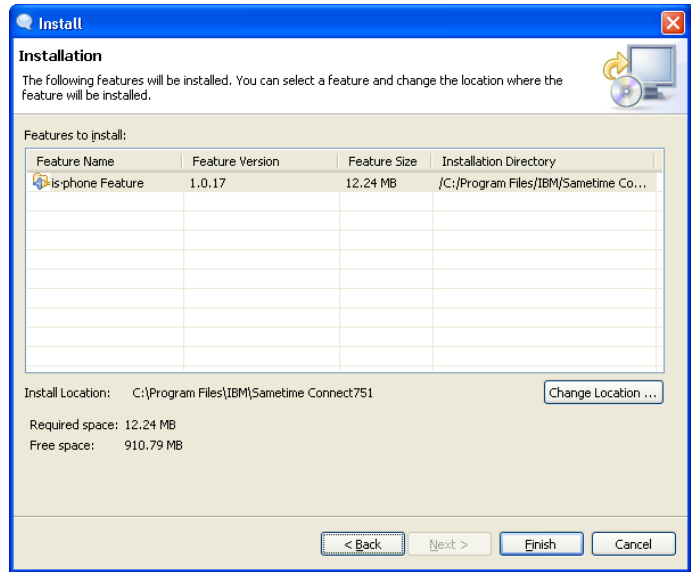 Install
Installation
The following features will be installed. You can select a feature and change the location where the
feature will be installed.
Features to install:
Feature Name Feature Version Feature Size Installation Directory
is-phone Feature 1.0.17 12.24 MB /C:/Program Files/IBM/Sametime Co...
Install Location: C:\Program Files\IBM\Sametime Connect751 Change Location ...
Required space: 12.24 MB
Free space: 910.79 MB
< Back Next > Finish Cancel